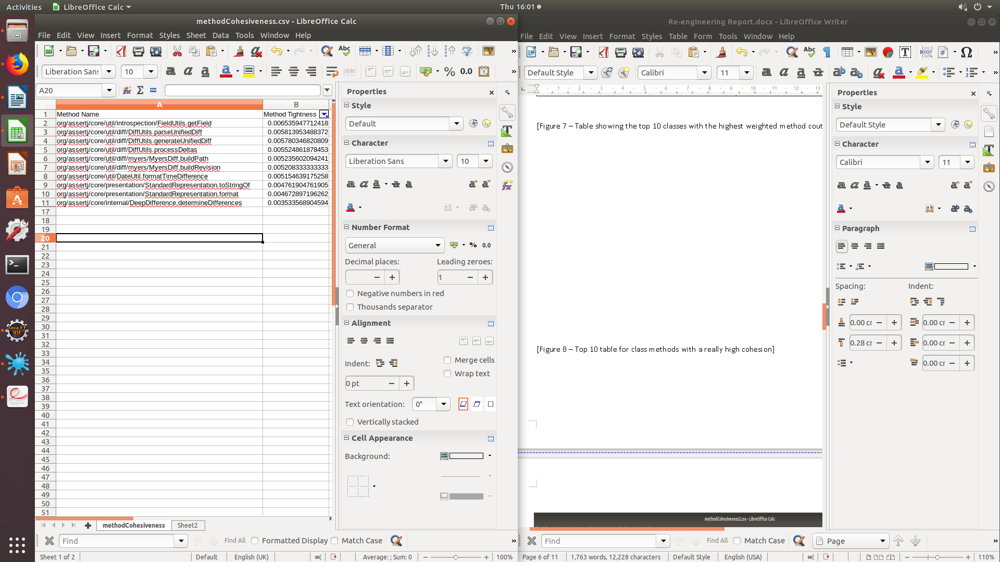 Activities
LibreOffice Calc
Thu 16:01
methodCohesiveness.csv - LibreOffice Calc
File Edit View Insert Format Styles Sheet Data Tools Window Help
Liberation Sans
10
A20
A
B
1 Method Name Method Tightness
2 org/assertj/core/util/introspection/FieldUtils.getField 0.006535947712418
3 org/assertj/core/util/diff/DiffUtils.parseUnifiedDiff 0.005813953488372
4 org/assertj/core/util/diff/DiffUtils.generateUnifiedDiff 0.005780346820809
5 org/assertj/core/util/diff/DiffUtils.processDeltas 0.005524861878453
6 org/assertj/core/util/diff/myers/MyersDiff.buildPath 0.005235602094241
7 org/assertj/core/util/diff/myers/MyersDiff.buildRevision 0.005208333333333
8 org/assertj/core/util/DateUtil.formatTimeDifference 0.005154639175258
9 org/assertj/core/presentation/StandardRepresentation.toStringOf 0.004761904761905
10 org/assertj/core/presentation/StandardRepresentation.format 0.004672897196262
11 org/assertj/core/internal/DeepDifference.determineDifferences 0.003533568904594
17
18
19
20
21
22
23
24
25
26
27
28
29
30
31
32
33
34
35
36
37
38
39
40
41
42
43
44
45
46
47
48
49
50
51
methodCohesiveness Sheet2
Find
Find All Formatted Display Match Case
Sheet 1 of 2 Default English (UK) Average: ; Sum: 0 100%
Properties
Style
Default
Character
Liberation Sans 10
Number Format
General
Decimal places: Leading zeroes:
1
Negative numbers in red
Thousands separator
Alignment
Indent: Merge cells
Wrap text
0 pt
Text orientation: 0°
Vertically stacked
Cell Appearance
Background:
Re-engineering Report.docx - LibreOffice Writer
File Edit View Insert Format Styles Table Form Tools Window Help
Default Style
Calibri
11
1 2 3 4 5 6 7 8 9 10 11 12 13
[Figure 7 – Table showing the top 10 classes with the highest weighted method cout
[Figure 8 – Top 10 table for class methods with a really high cohesion]
methodCohesiveness2.csv - LibreOffice Calc
Find
Find All Match Case
Page
Page 6 of 11 1,763 words, 12,228 characters Default Style English (USA) 110%
Properties
Style
Default Style
Character
Calibri 11
Paragraph
Spacing: Indent:
0.00 cr 0.00 cr
0.28 cr 0.00 cr
0.00 cr
Java EE
IDE